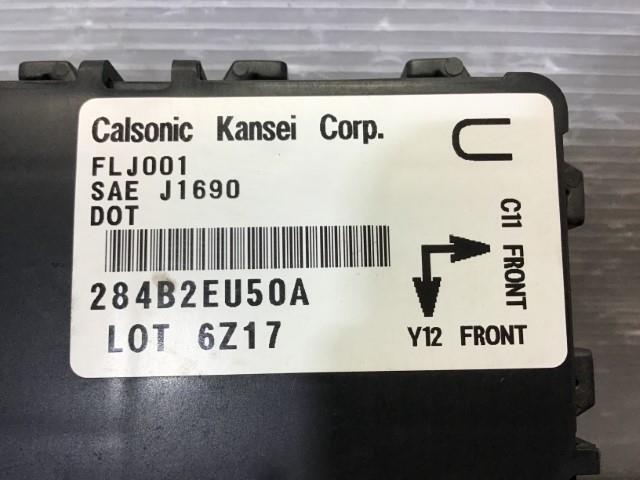 Calsonic Kansei Corp.
FLJ001
SAE J1690
DOT
284B2EU50A
LOT 6Z17
U
C11 FRONT
Y12 FRONT